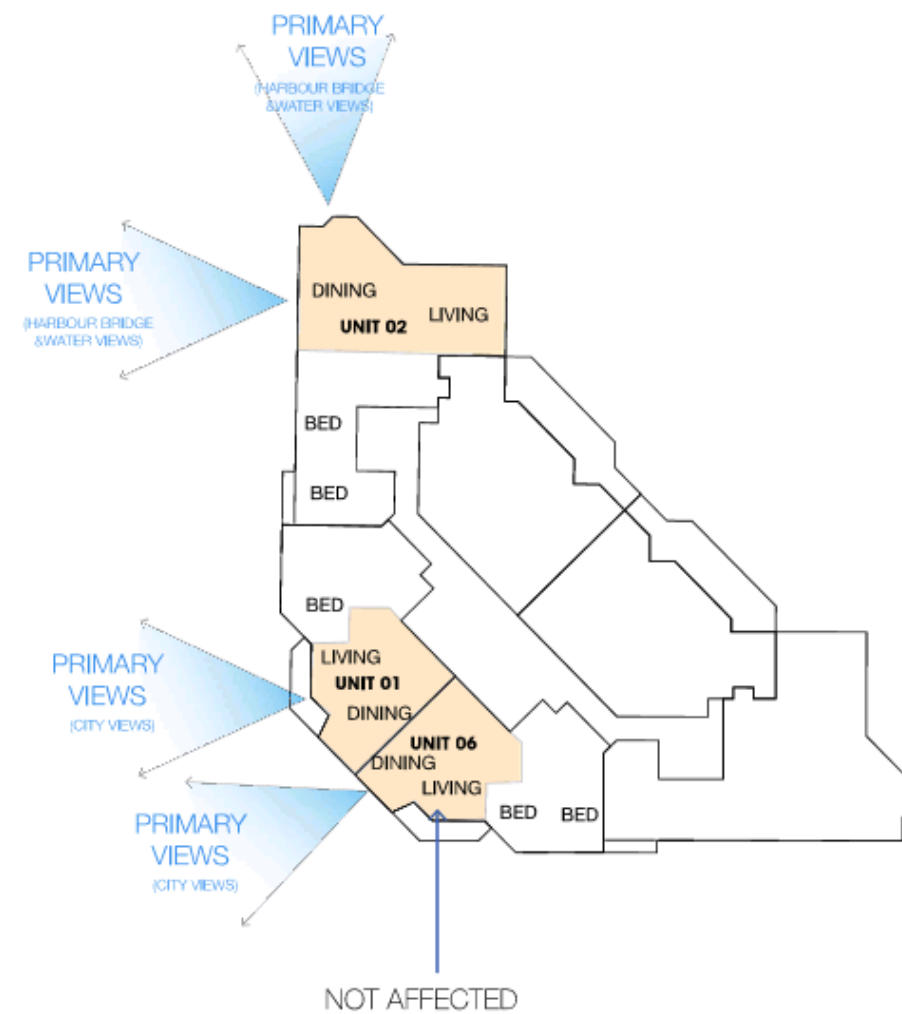 PRIMARY
VIEWS
(HARBOUR BRIDGE
&WATER VIEWS)
PRIMARY
VIEWS
(HARBOUR BRIDGE
&WATER VIEWS)
DINING
LIVING
UNIT 02
BED
BED
BED
LIVING
UNIT 01
DINING
PRIMARY
VIEWS
(CITY VIEWS)
UNIT 06
DINING
LIVING
BED
BED
PRIMARY
VIEWS
(CITY VIEWS)
NOT AFFECTED